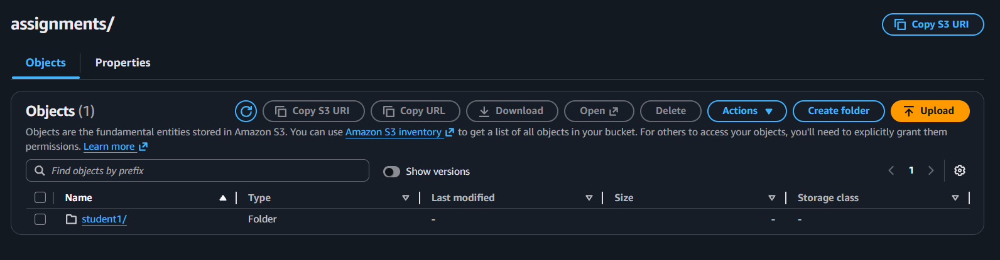 assignments/
Copy S3 URI
Objects
Properties
Objects (1)
Copy S3 URI
Copy URL
Download
Open
Delete
Actions
Create folder
Upload
Objects are the fundamental entities stored in Amazon S3. You can use Amazon S3 inventory to get a list of all objects in your bucket. For others to access your objects, you'll need to explicitly grant them
permissions. Learn more
Find objects by prefix
Show versions
1
Name Type Last modified Size Storage class
student1/ Folder - - -